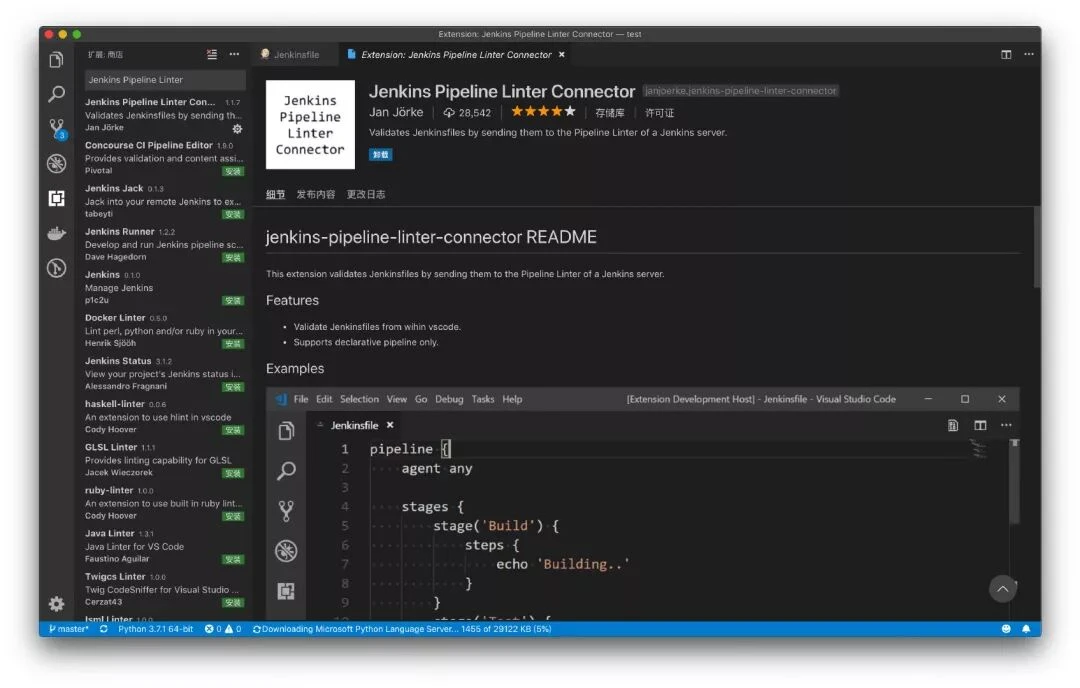 Extension: Jenkins Pipeline Linter Connector — test
扩展: 商店
Jenkinsfile
Extension: Jenkins Pipeline Linter Connector
Jenkins Pipeline Linter
Jenkins Pipeline Linter Con... 1.1.7
Validates Jenkinsfiles by sending th...
Jan Jörke
Concourse CI Pipeline Editor 1.9.0
Provides validation and content assi...
Pivotal 安装
Jenkins Jack 0.1.3
Jack into your remote Jenkins to ex...
tabeyti 安装
Jenkins Runner 1.2.2
Develop and run Jenkins pipeline sc...
Dave Hagedorn 安装
Jenkins 0.1.0
Manage Jenkins
p1c2u 安装
Docker Linter 0.5.0
Lint perl, python and/or ruby in your...
Henrik Sjööh 安装
Jenkins Status 3.1.2
View your project's Jenkins status i...
Alessandro Fragnani 安装
haskell-linter 0.0.6
An extension to use hlint in vscode
Cody Hoover 安装
GLSL Linter 1.1.1
Provides linting capability for GLSL
Jacek Wieczorek 安装
ruby-linter 1.0.0
An extension to use built in ruby lint...
Cody Hoover 安装
Java Linter 1.3.1
Java Linter for VS Code
Faustino Aguilar 安装
Twigcs Linter 1.0.0
Twig CodeSniffer for Visual Studio ...
Cerzat43 安装
lsml Linter 1.0.0
3
Jenkins
Pipeline
Linter
Connector
Jenkins Pipeline Linter Connector janjoerke.jenkins-pipeline-linter-connector
Jan Jörke 28,542 存储库 许可证
Validates Jenkinsfiles by sending them to the Pipeline Linter of a Jenkins server.
卸载
细节 发布内容 更改日志
jenkins-pipeline-linter-connector README
This extension validates Jenkinsfiles by sending them to the Pipeline Linter of a Jenkins server.
Features
• Validate Jenkinsfiles from wihin vscode.
• Supports declarative pipeline only.
Examples
File Edit Selection View Go Debug Tasks Help [Extension Development Host] - Jenkinsfile - Visual Studio Code
Jenkinsfile
1 pipeline {
2 agent any
3
4 stages {
5 stage('Build') {
6 steps {
7 echo 'Building..'
8 }
9 }
10 stage('Test') {
master* Python 3.7.1 64-bit 0 0 Downloading Microsoft Python Language Server... 1455 of 29122 KB (5%)